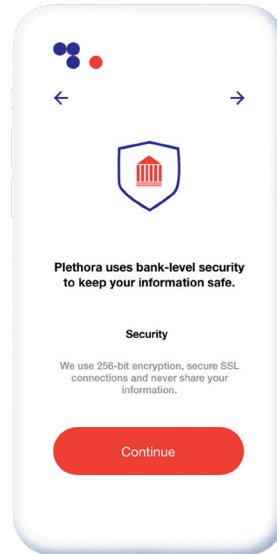 Plethora uses bank-level security
to keep your information safe.
Security
We use 256-bit encryption, secure SSL
connections and never share your
information.
Continue